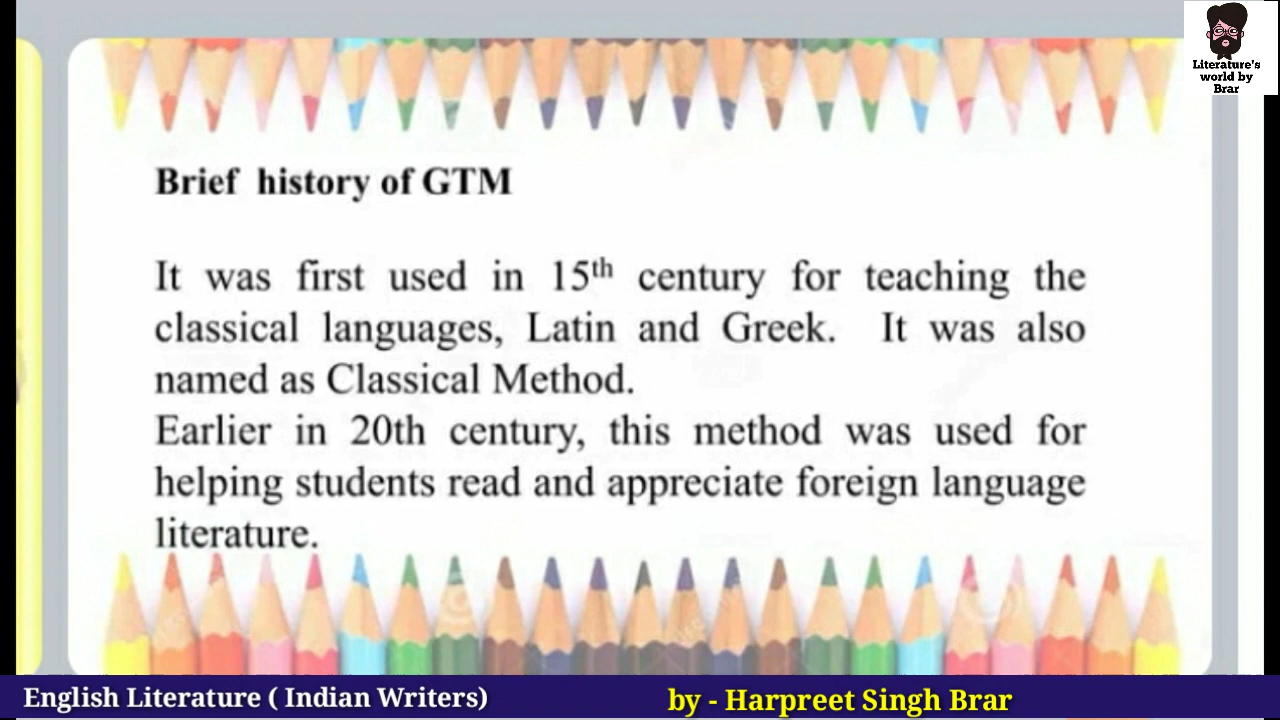 Literature's
world by
Brar
Brief history of GTM
It was first used in 15th century for teaching the
classical languages, Latin and Greek. It was also
named as Classical Method.
Earlier in 20th century, this method was used for
helping students read and appreciate foreign language
literature.
English Literature ( Indian Writers)
by - Harpreet Singh Brar